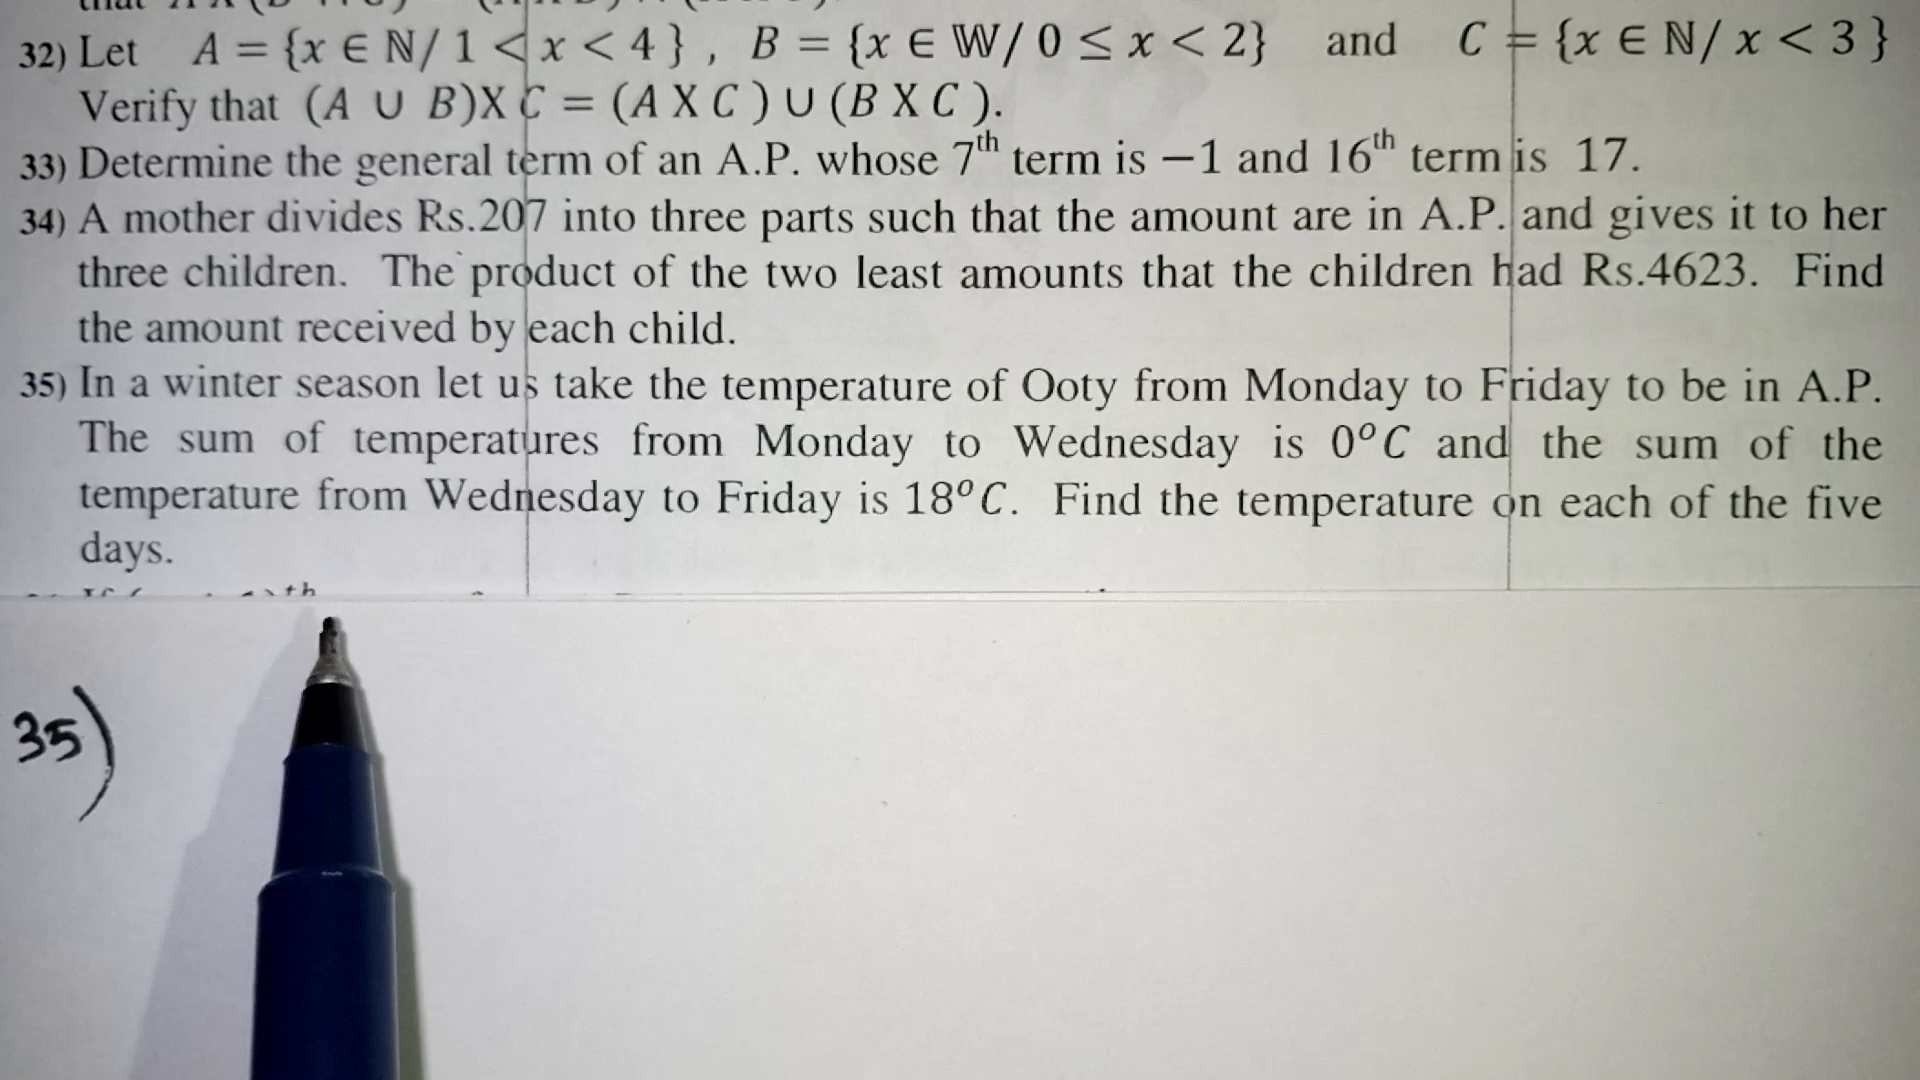 32) Let A = {x ∈ ℕ/ 1 < x < 4 } , B = {x ∈ 𝕎/ 0 ≤ x < 2} and C = {x ∈ ℕ/ x < 3 }
Verify that (A ∪ B)X C = (A X C ) ∪ (B X C ).
33) Determine the general term of an A.P. whose 7th term is −1 and 16th term is 17.
34) A mother divides Rs.207 into three parts such that the amount are in A.P. and gives it to her
three children. The product of the two least amounts that the children had Rs.4623. Find
the amount received by each child.
35) In a winter season let us take the temperature of Ooty from Monday to Friday to be in A.P.
The sum of temperatures from Monday to Wednesday is 0°C and the sum of the
temperature from Wednesday to Friday is 18°C. Find the temperature on each of the five
days.
35)